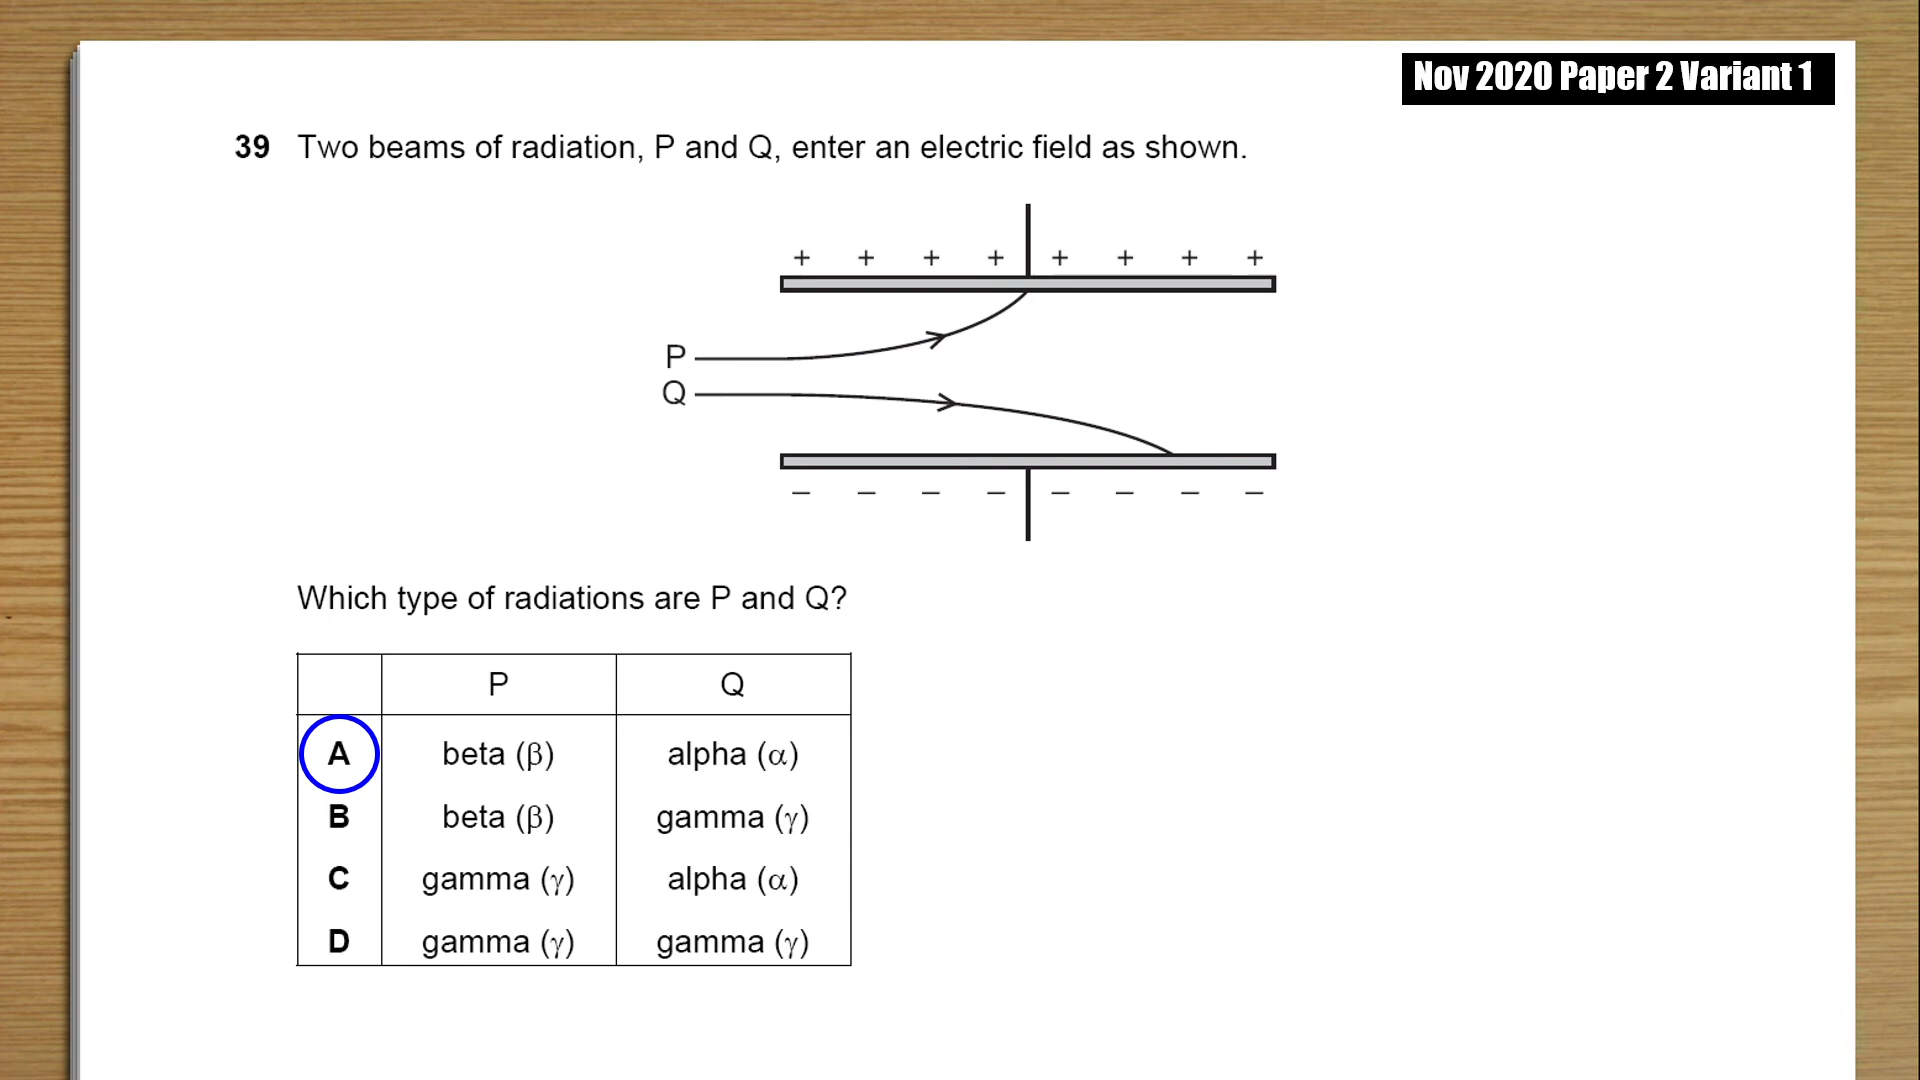 Nov 2020 Paper 2 Variant 1
39 Two beams of radiation, P and Q, enter an electric field as shown.
+ + + + + + + +
P
Q
– – – – – – – –
Which type of radiations are P and Q?
P Q
A beta (β) alpha (α)
B beta (β) gamma (γ)
C gamma (γ) alpha (α)
D gamma (γ) gamma (γ)